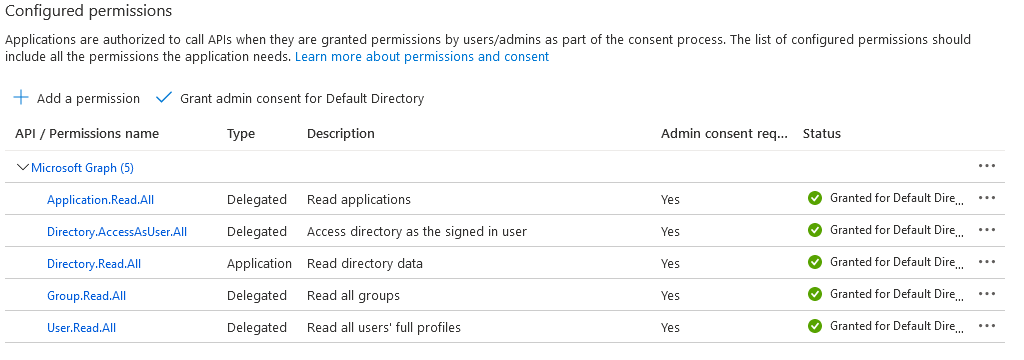 Configured permissions
Applications are authorized to call APIs when they are granted permissions by users/admins as part of the consent process. The list of configured permissions should
include all the permissions the application needs. Learn more about permissions and consent
Add a permission Grant admin consent for Default Directory
API / Permissions name Type Description Admin consent req... Status
Microsoft Graph (5)
Application.Read.All Delegated Read applications Yes Granted for Default Dire...
Directory.AccessAsUser.All Delegated Access directory as the signed in user Yes Granted for Default Dire...
Directory.Read.All Application Read directory data Yes Granted for Default Dire...
Group.Read.All Delegated Read all groups Yes Granted for Default Dire...
User.Read.All Delegated Read all users' full profiles Yes Granted for Default Dire...